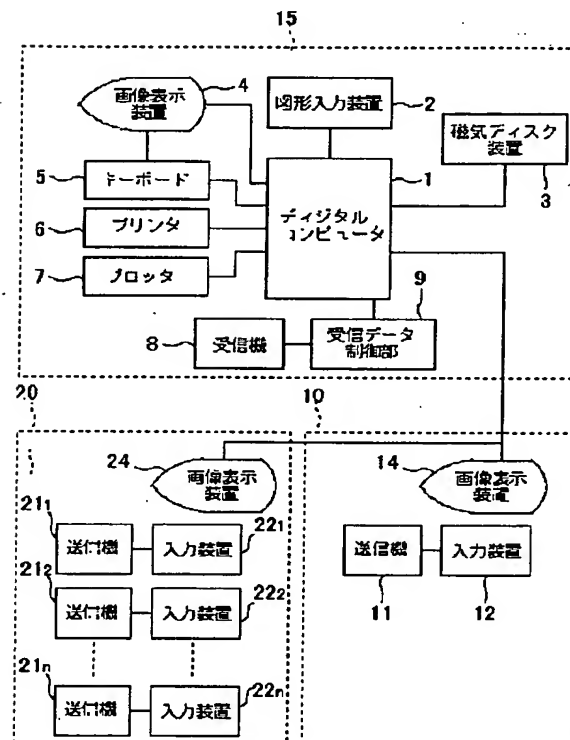 15
画像表示
装置
4
図形入力装置
2
磁気ディスク
装置
3
5
キーボード
1
ディジタル
コンピュータ
6
プリンタ
7
プロッタ
9
8
受信機
受信データ
制御部
20
10
24
画像表示
装置
14
画像表示
装置
21₁
送信機
入力装置
22₁
送信機
入力装置
11
12
21₂
送信機
入力装置
22₂
21n
送信機
入力装置
22n